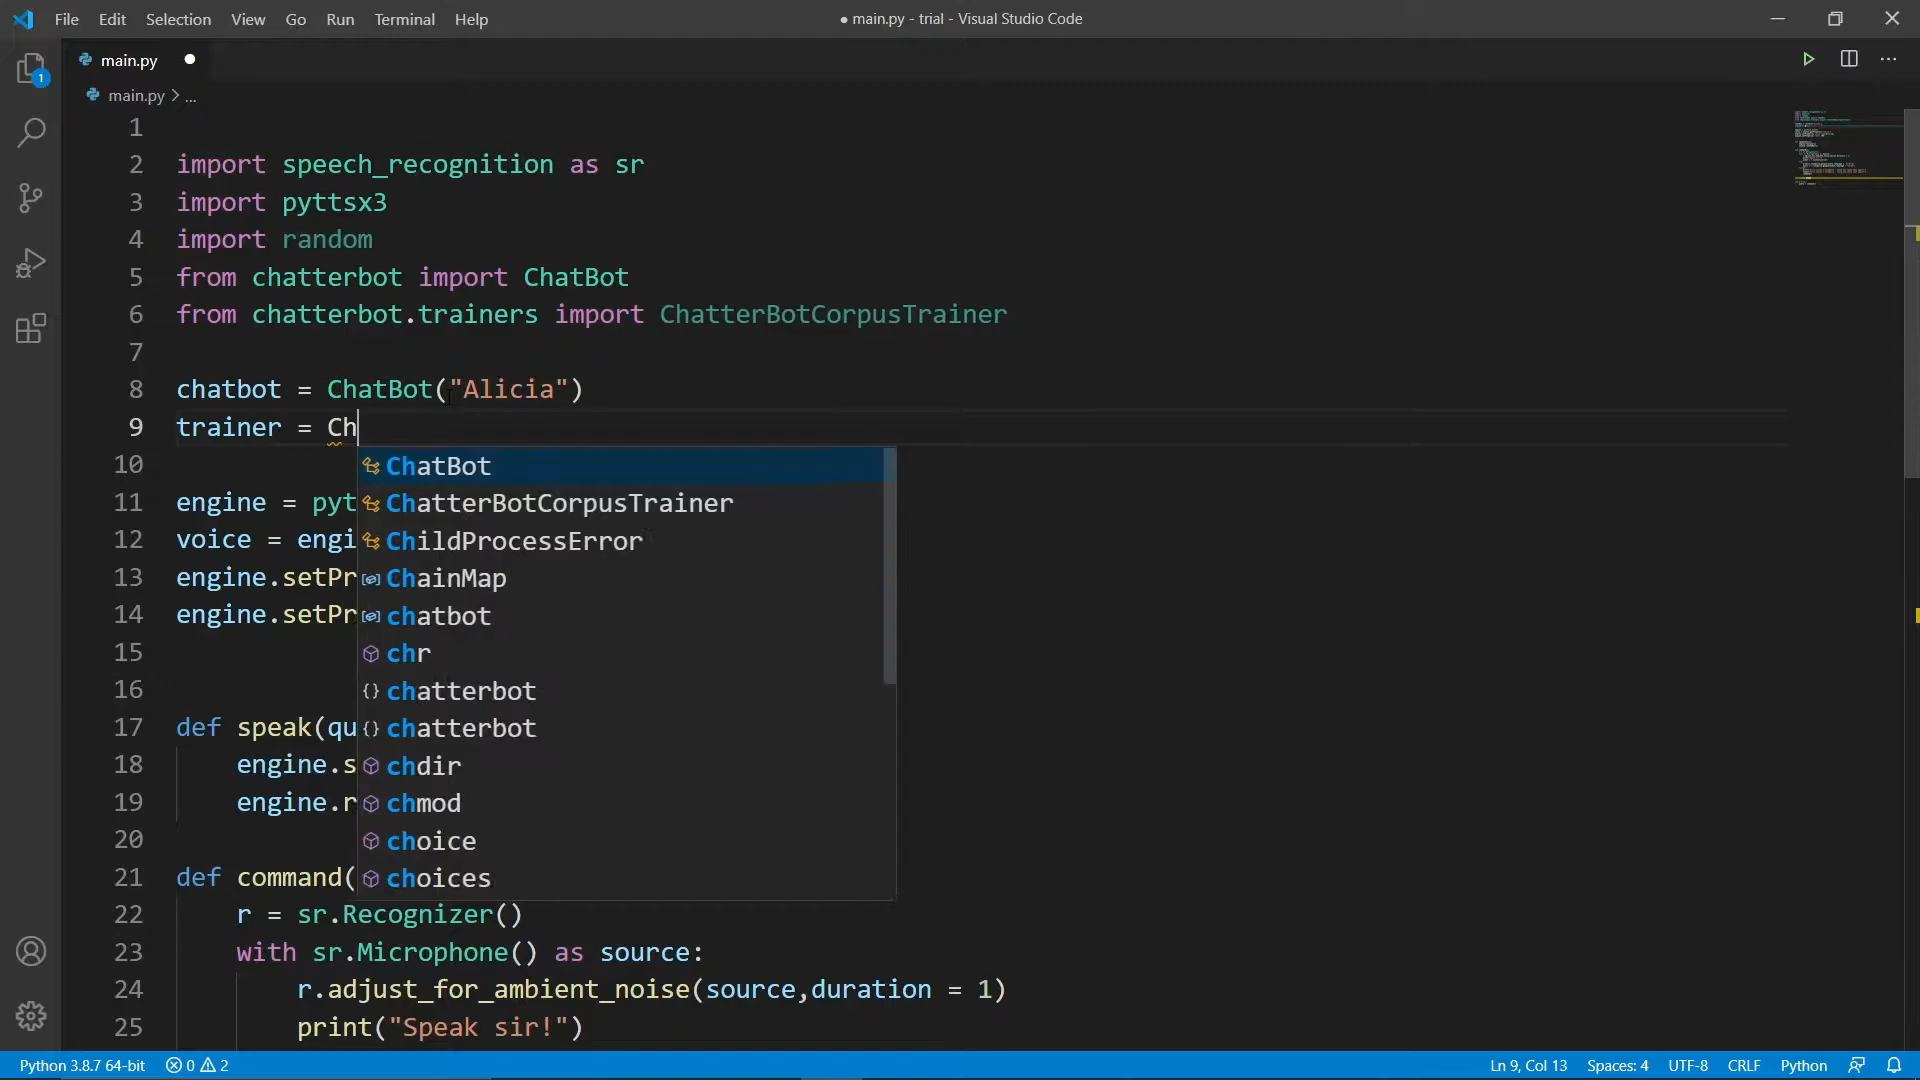 File Edit Selection View Go Run Terminal Help
● main.py - trial - Visual Studio Code
1
main.py
main.py > ...
1
2 import speech_recognition as sr
3 import pyttsx3
4 import random
5 from chatterbot import ChatBot
6 from chatterbot.trainers import ChatterBotCorpusTrainer
7
8 chatbot = ChatBot("Alicia")
9 trainer = Ch
10 ChatBot
11 engine = pyt ChatterBotCorpusTrainer
12 voice = engi ChildProcessError
13 engine.setPr ChainMap
14 engine.setPr chatbot
15 chr
16 chatterbot
17 def speak(qu chatterbot
18 engine.s chdir
19 engine.r chmod
20 choice
21 def command( choices
22 r = sr.Recognizer()
23 with sr.Microphone() as source:
24 r.adjust_for_ambient_noise(source,duration = 1)
25 print("Speak sir!")
Python 3.8.7 64-bit 0 2 Ln 9, Col 13 Spaces: 4 UTF-8 CRLF Python